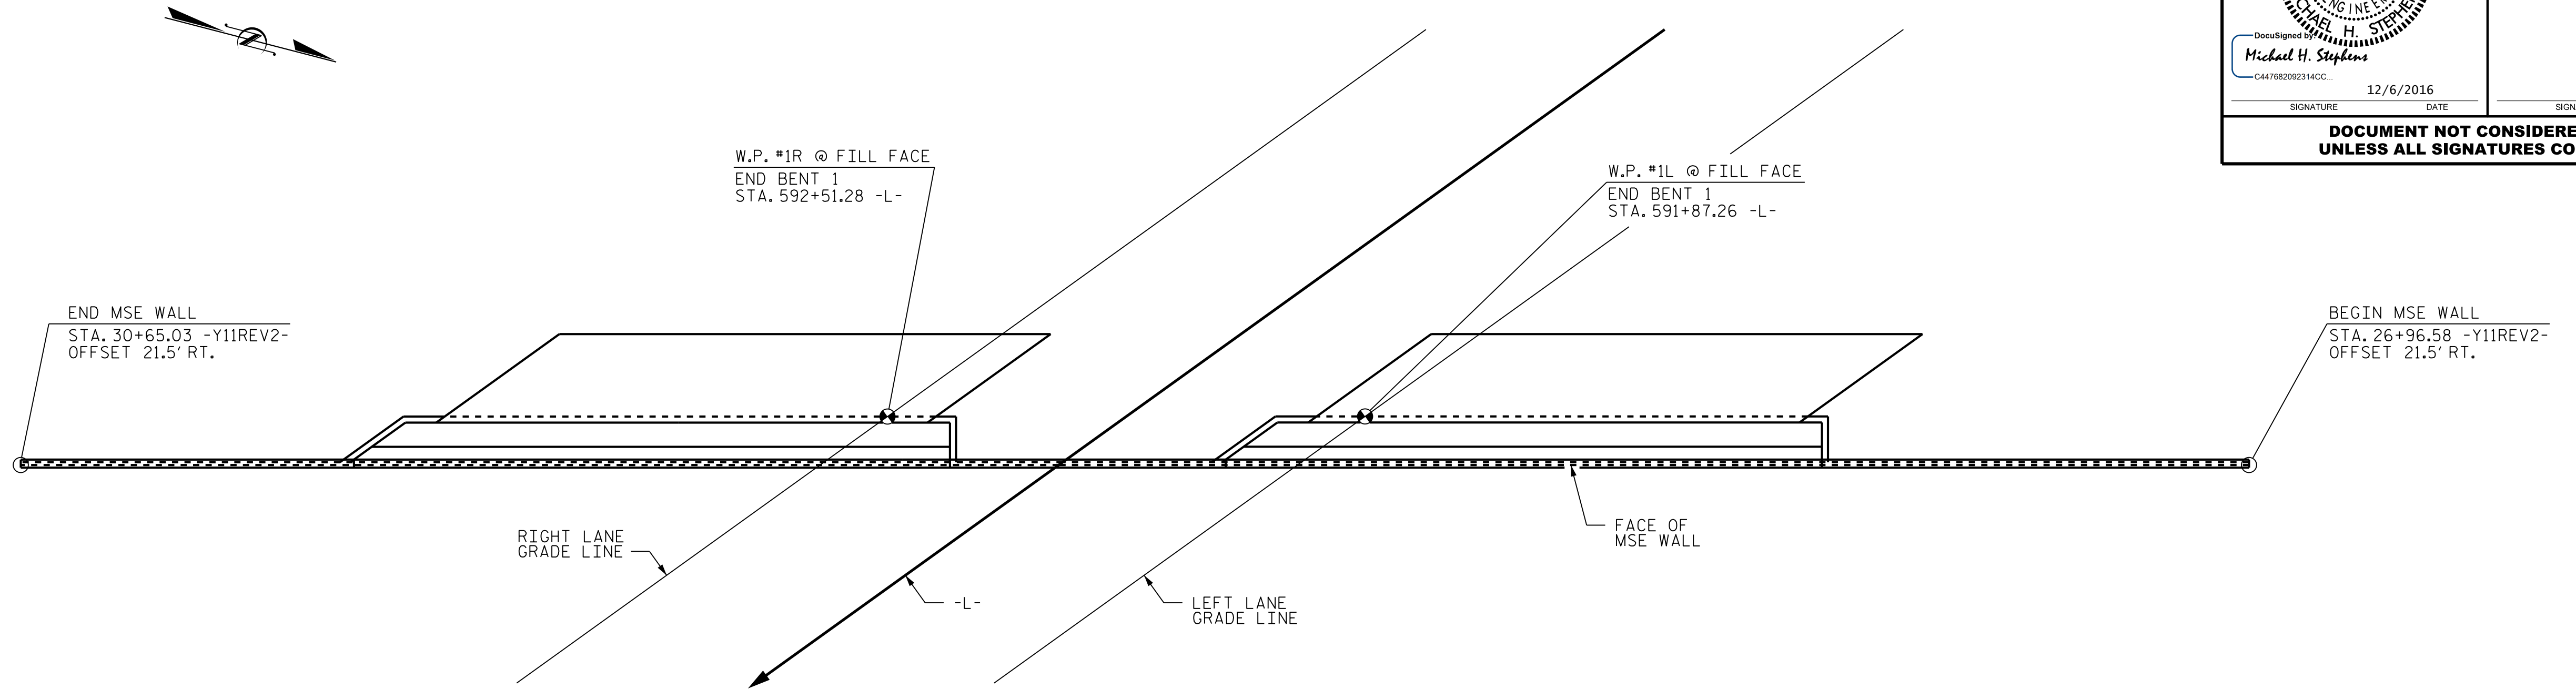 DocuSigned by:
Michael H. Stephens
C447682092314CC...
12/6/2016
SIGNATURE DATE
DOCUMENT NOT CONSIDERE
UNLESS ALL SIGNATURES CO
W.P. #1R @ FILL FACE
END BENT 1
STA. 592+51.28 -L-
W.P. #1L @ FILL FACE
END BENT 1
STA. 591+87.26 -L-
END MSE WALL
STA. 30+65.03 -Y11REV2-
OFFSET 21.5' RT.
BEGIN MSE WALL
STA. 26+96.58 -Y11REV2-
OFFSET 21.5' RT.
RIGHT LANE
GRADE LINE
FACE OF
MSE WALL
-L-
LEFT LANE
GRADE LINE